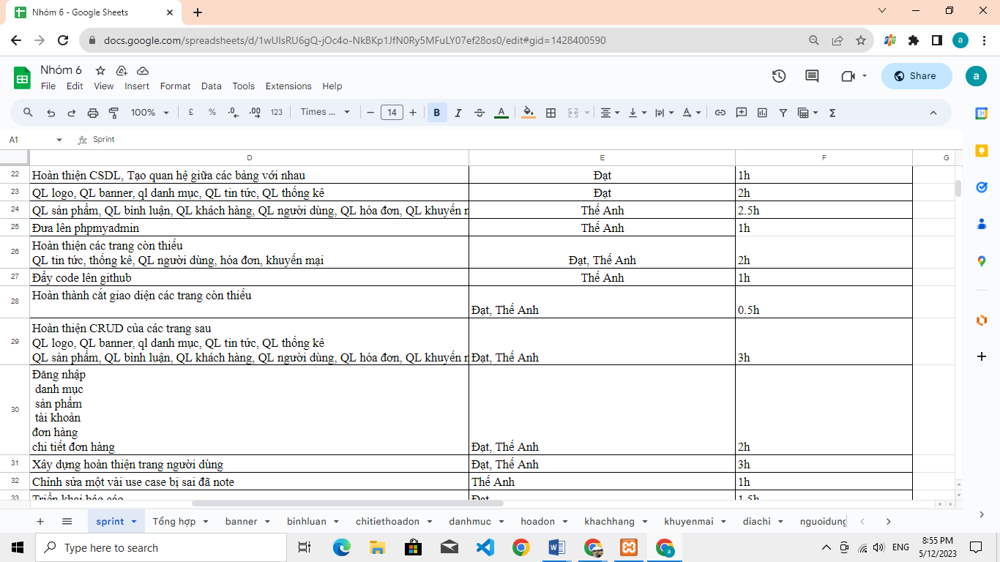 Nhóm 6 - Google Sheets
docs.google.com/spreadsheets/d/1wUIsRU6gQ-jOc4o-NkBKp1JfN0Ry5MFuLY07ef28os0/edit#gid=1428400590
a
Nhóm 6
File Edit View Insert Format Data Tools Extensions Help
Share
a
100% £ % .0 .00 123 Times ... 14 B I S A
A1 fx Sprint
D E F G
22 Hoàn thiện CSDL, Tạo quan hệ giữa các bảng với nhau Đạt 1h
23 QL logo, QL banner, ql danh mục, QL tin tức, QL thống kê Đạt 2h
24 QL sản phẩm, QL bình luận, QL khách hàng, QL người dùng, QL hóa đơn, QL khuyến Thế Anh 2.5h
25 Đưa lên phpmyadmin Thế Anh 1h
26 Hoàn thiện các trang còn thiếu
QL tin tức, thống kê, QL người dùng, hóa đơn, khuyến mại Đạt, Thế Anh 2h
27 Đẩy code lên github Thế Anh 1h
28 Hoàn thành cắt giao diện các trang còn thiếu
Đạt, Thế Anh 0.5h
29 Hoàn thiện CRUD của các trang sau
QL logo, QL banner, ql danh mục, QL tin tức, QL thống kê
QL sản phẩm, QL bình luận, QL khách hàng, QL người dùng, QL hóa đơn, QL khuyến Đạt, Thế Anh 3h
30 Đăng nhập
danh mục
sản phẩm
tài khoản
đơn hàng
chi tiết đơn hàng Đạt, Thế Anh 2h
31 Xây dựng hoàn thiện trang người dùng Đạt, Thế Anh 3h
32 Chỉnh sửa một vài use case bị sai đã note Thế Anh 1h
33 Triển khai báo cáo Đạt 1.5h
sprint Tổng hợp banner binhluan chitiethoadon danhmuc hoadon khachhang khuyenmai diachi nguoidung
Type here to search
ENG
8:55 PM
5/12/2023